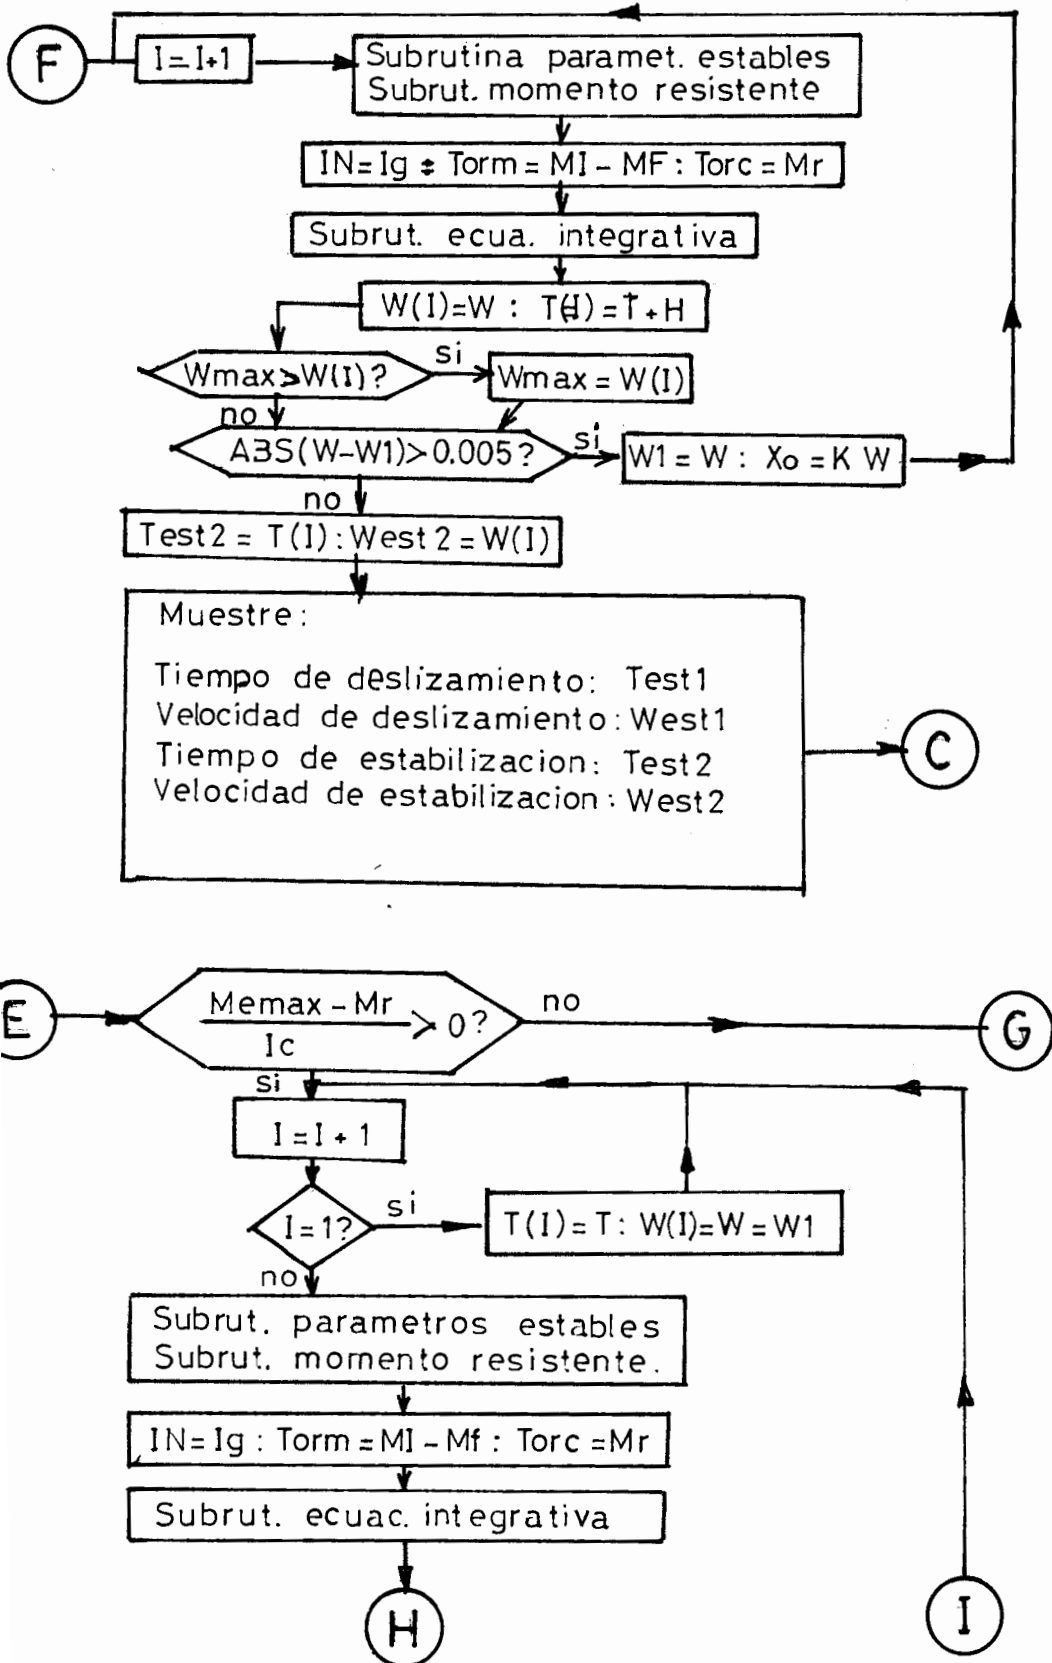 F
I=I+1
Subrutina paramet. estables
Subrut. momento resistente
IN=Ig : Torm = MI - MF : Torc = Mr
Subrut. ecua. integrativa
W(I)=W : T(I) = T + H
Wmax>W(I)?
si
Wmax = W(I)
no
ABS(W-W1)>0.005?
si
W1 = W : Xo = K W
no
Test2 = T(I) : West2 = W(I)
Muestre:
Tiempo de deslizamiento: Test1
Velocidad de deslizamiento: West1
Tiempo de estabilizacion: Test2
Velocidad de estabilizacion: West2
C
E
Memax - Mr
> 0?
Ic
no
G
si
I = I + 1
I=1?
si
T(I)= T: W(I)=W = W1
no
Subrut. parametros estables
Subrut. momento resistente.
IN=Ig : Torm = MI - Mf : Torc = Mr
Subrut. ecuac. integrativa
H
I